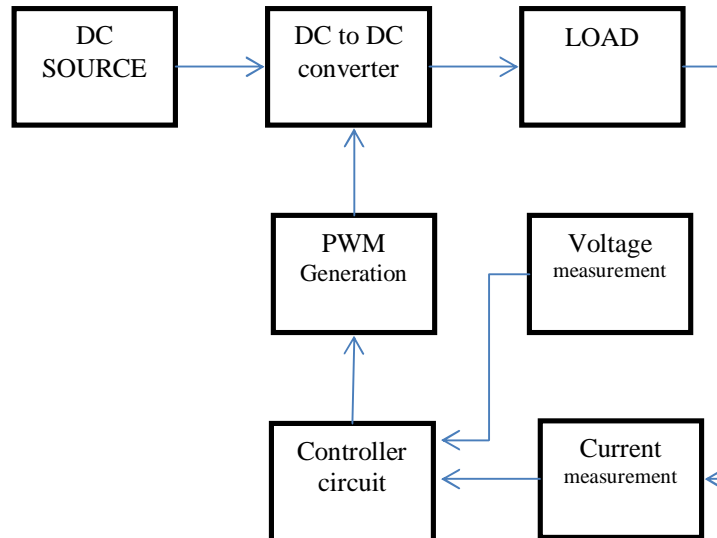 DC
SOURCE
DC to DC
converter
LOAD
PWM
Generation
Voltage
measurement
Controller
circuit
Current
measurement